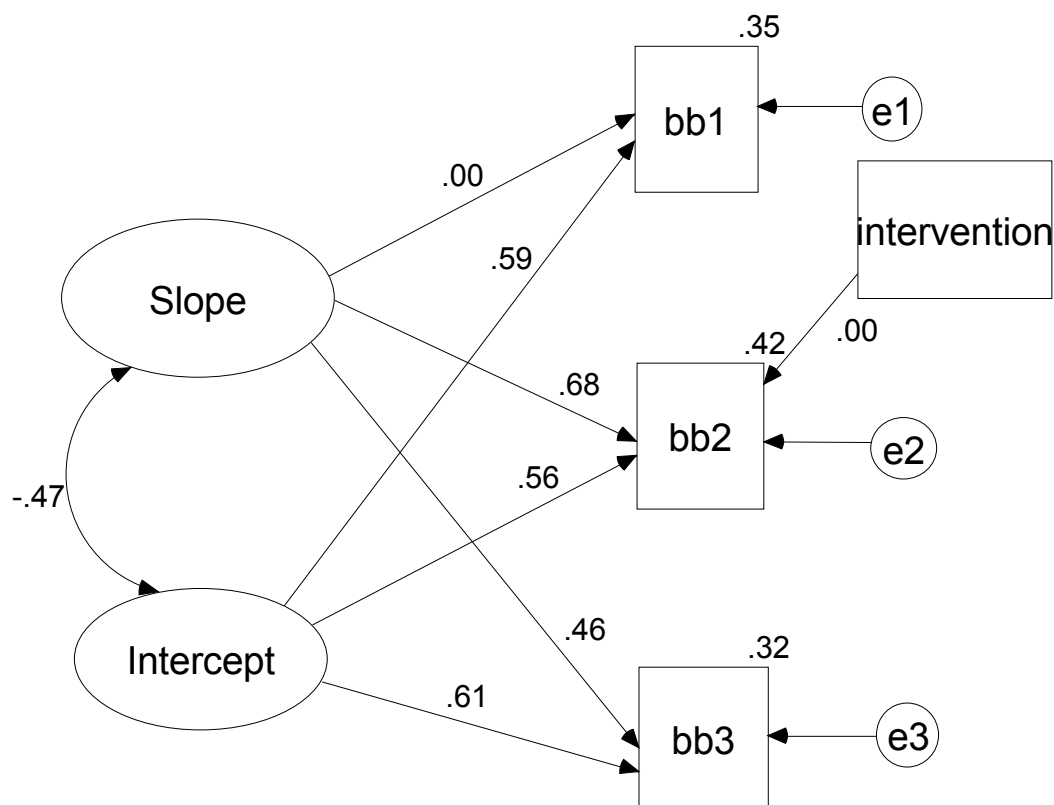 .35
bb1
e1
.00
intervention
.59
Slope
.00
.42
.68
bb2
e2
.56
-.47
.46
.32
Intercept
.61
bb3
e3